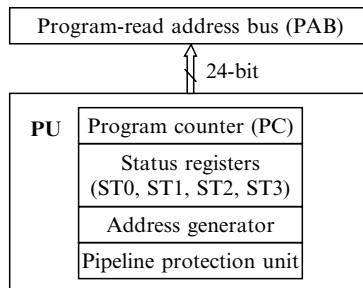 Program-read address bus (PAB)
24-bit
PU
Program counter (PC)
Status registers
(ST0, ST1, ST2, ST3)
Address generator
Pipeline protection unit